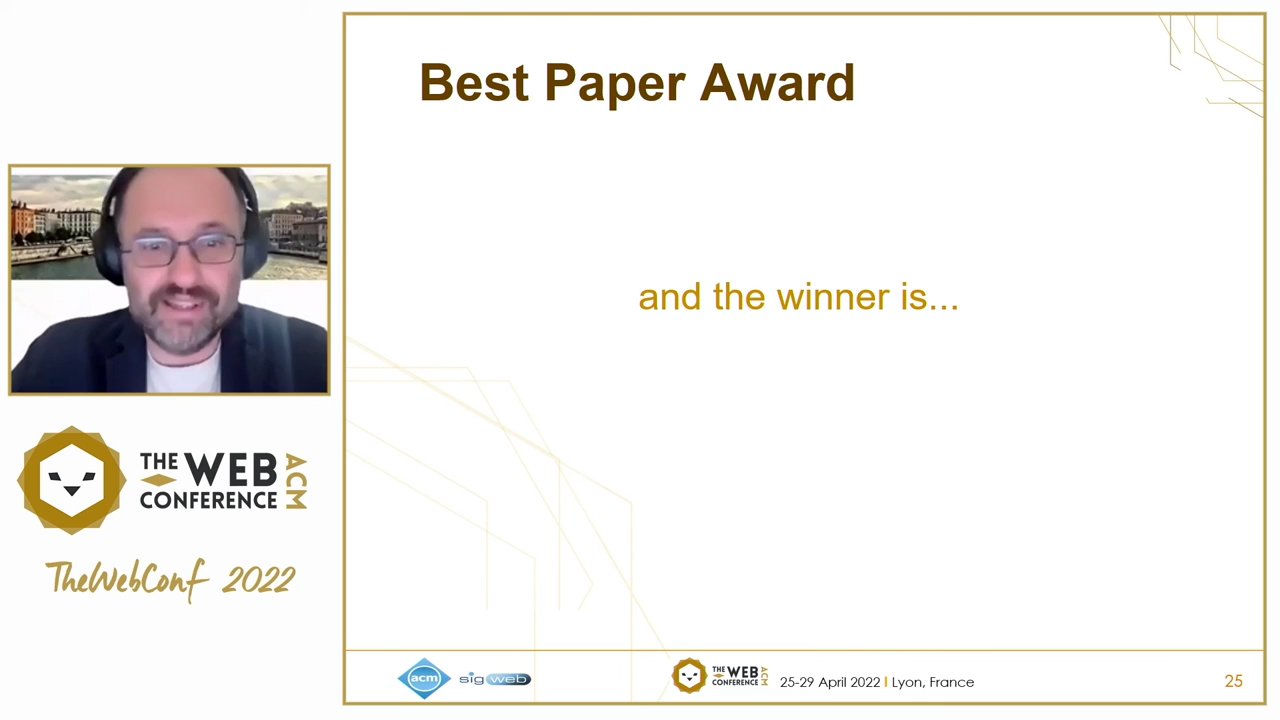 Best Paper Award
and the winner is...
THE WEB
CONFERENCE
ACM
TheWebConf 2022
acm
sigweb
THE WEB
CONFERENCE
ACM
25-29 April 2022 I Lyon, France
25